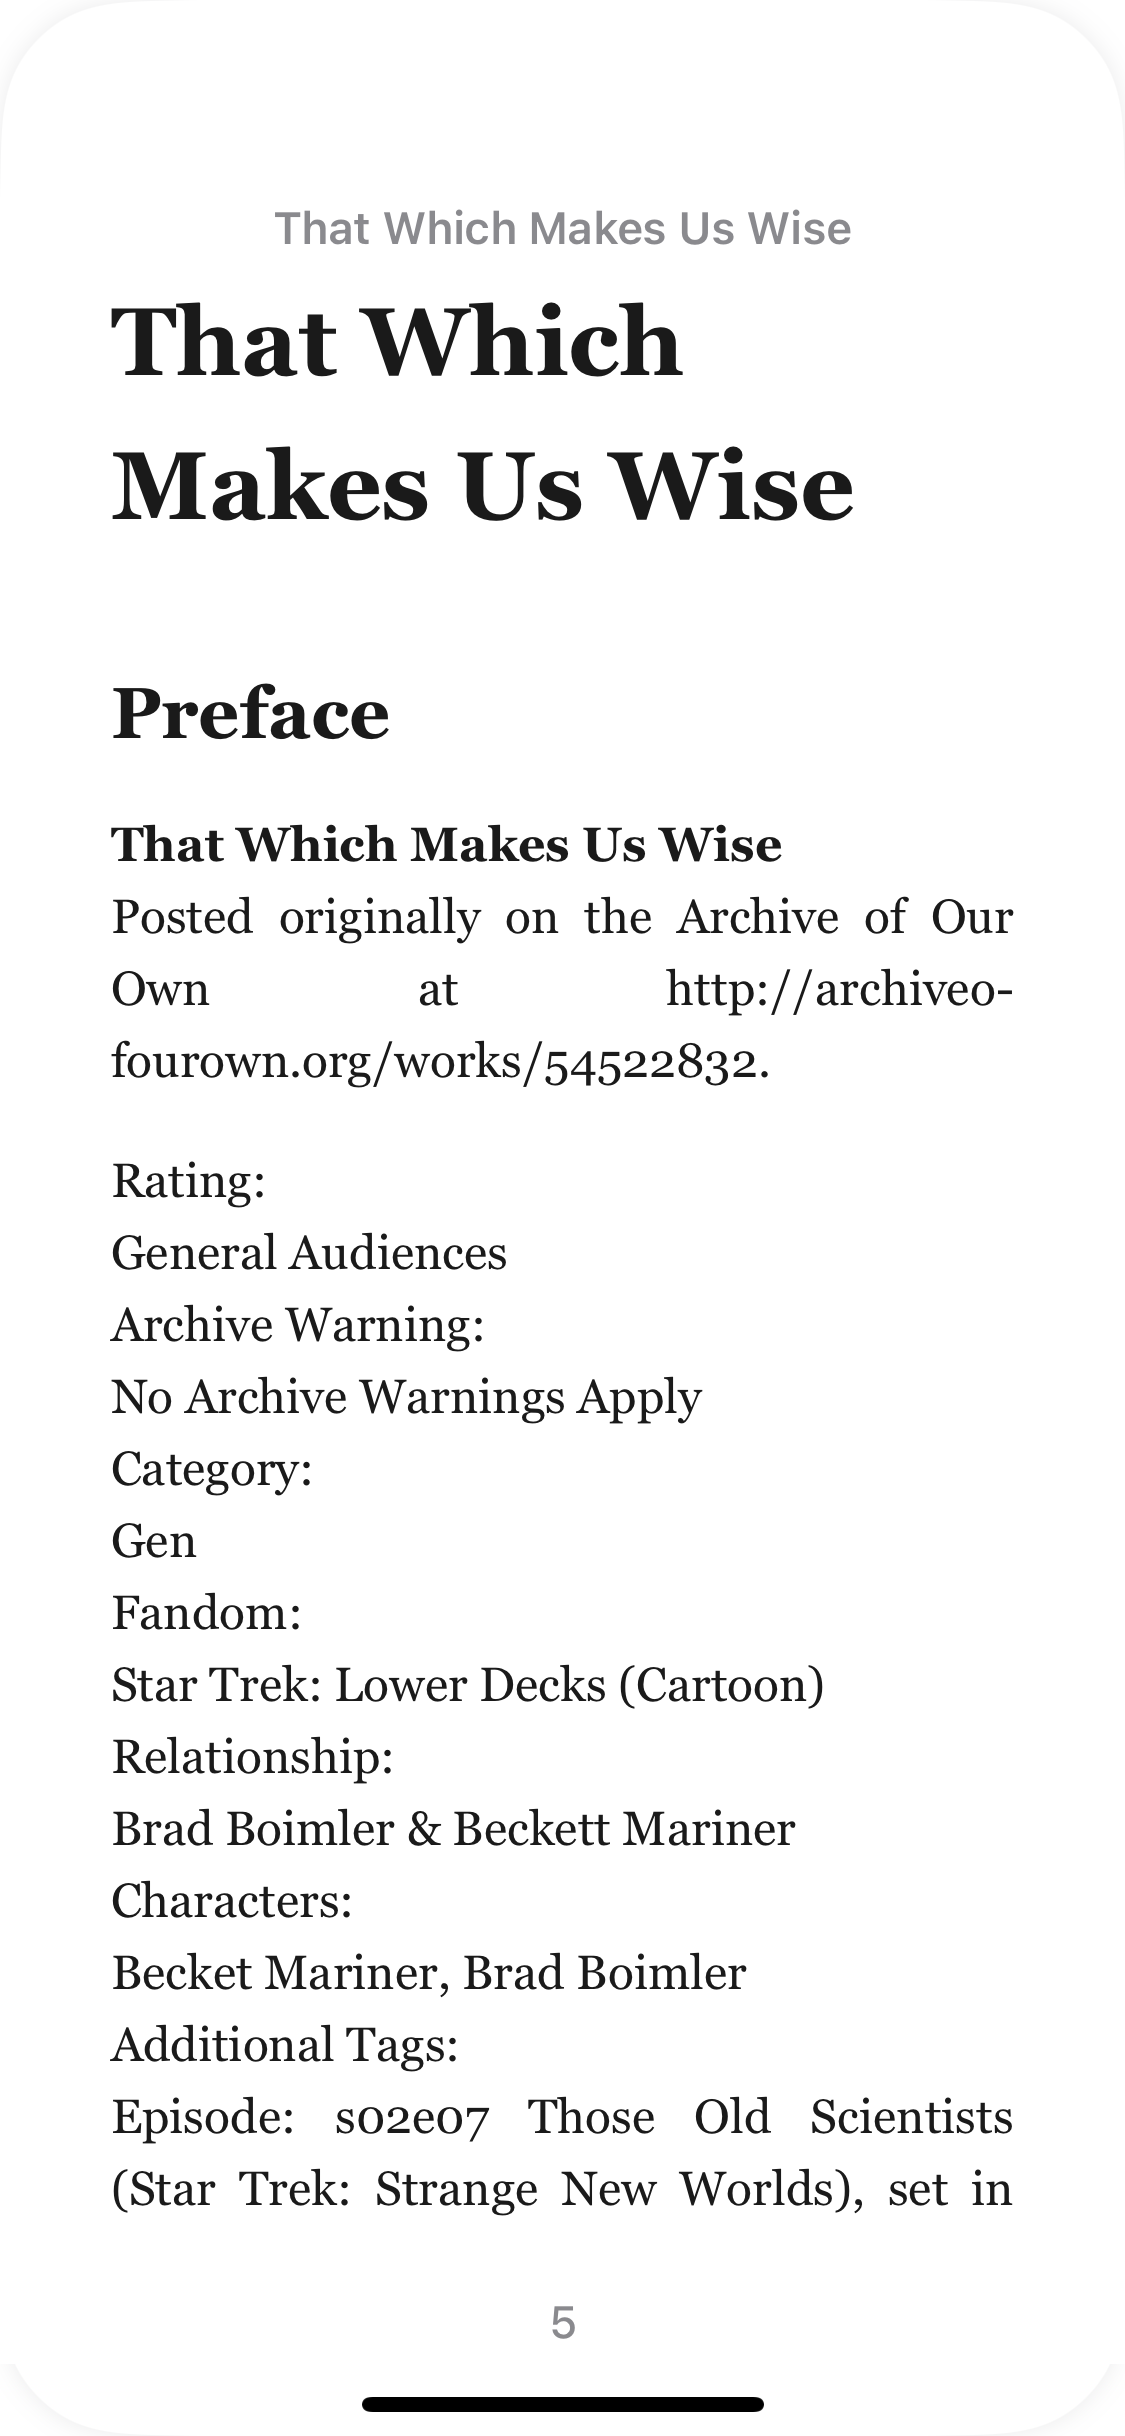 That Which Makes Us Wise
That Which
Makes Us Wise
Preface
That Which Makes Us Wise
Posted originally on the Archive of Our
Own at http://archiveo-
fourown.org/works/54522832.
Rating:
General Audiences
Archive Warning:
No Archive Warnings Apply
Category:
Gen
Fandom:
Star Trek: Lower Decks (Cartoon)
Relationship:
Brad Boimler & Beckett Mariner
Characters:
Becket Mariner, Brad Boimler
Additional Tags:
Episode: s02e07 Those Old Scientists
(Star Trek: Strange New Worlds), set in
5